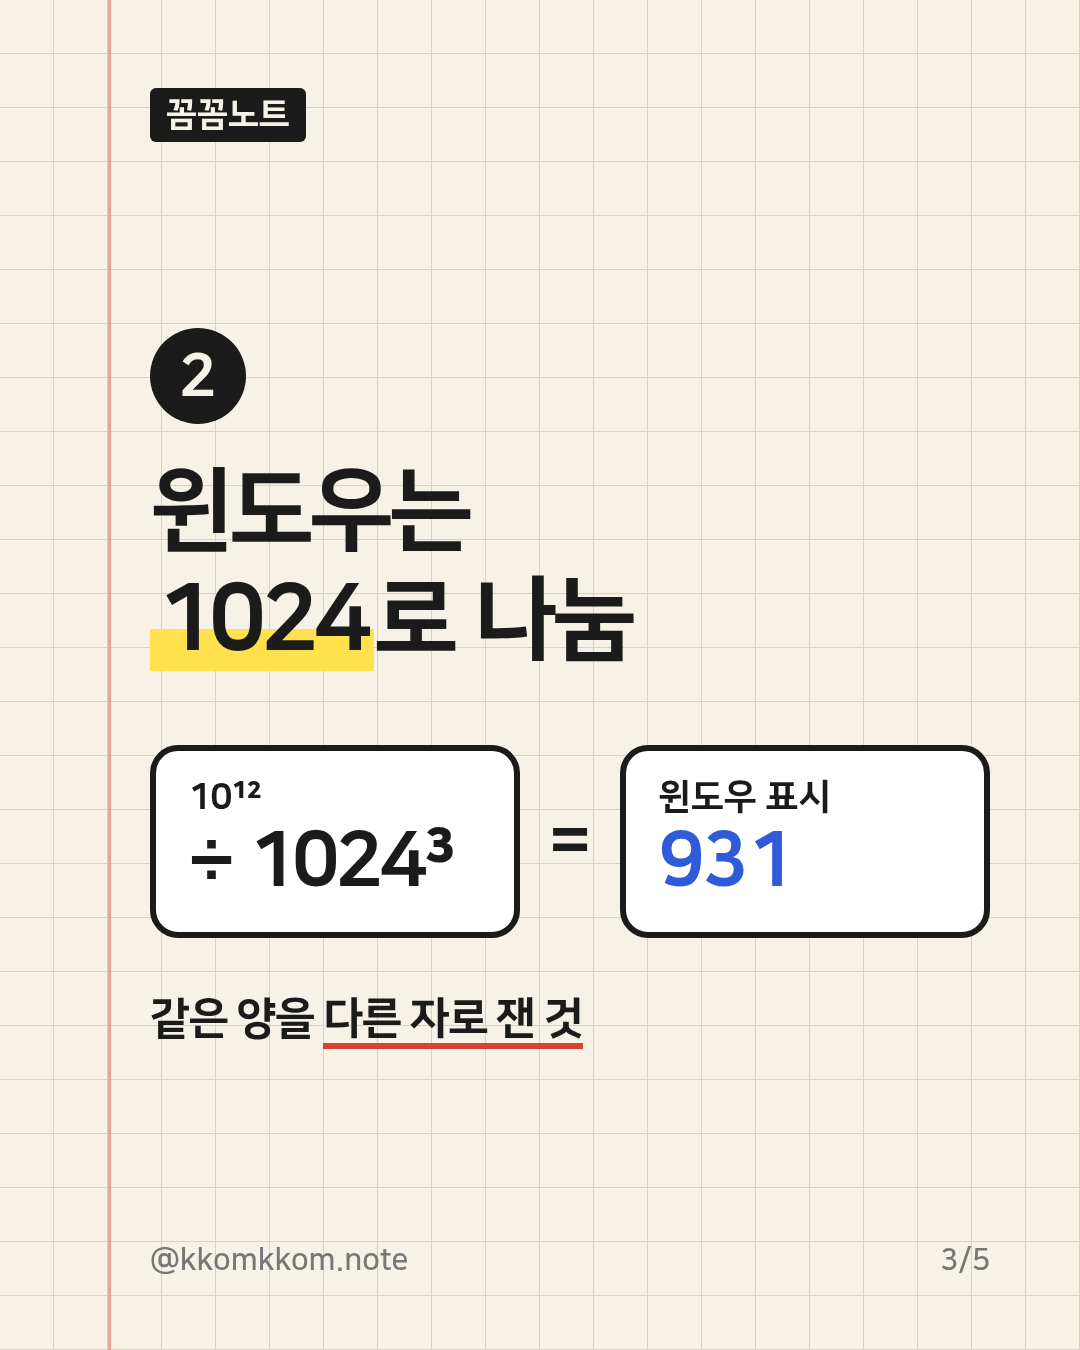 꼼꼼노트
2
윈도우는
1024로 나눔
10¹²
÷ 1024³
=
윈도우 표시
931
같은 양을 다른 자로 잰 것
@kkomkkom.note
3/5